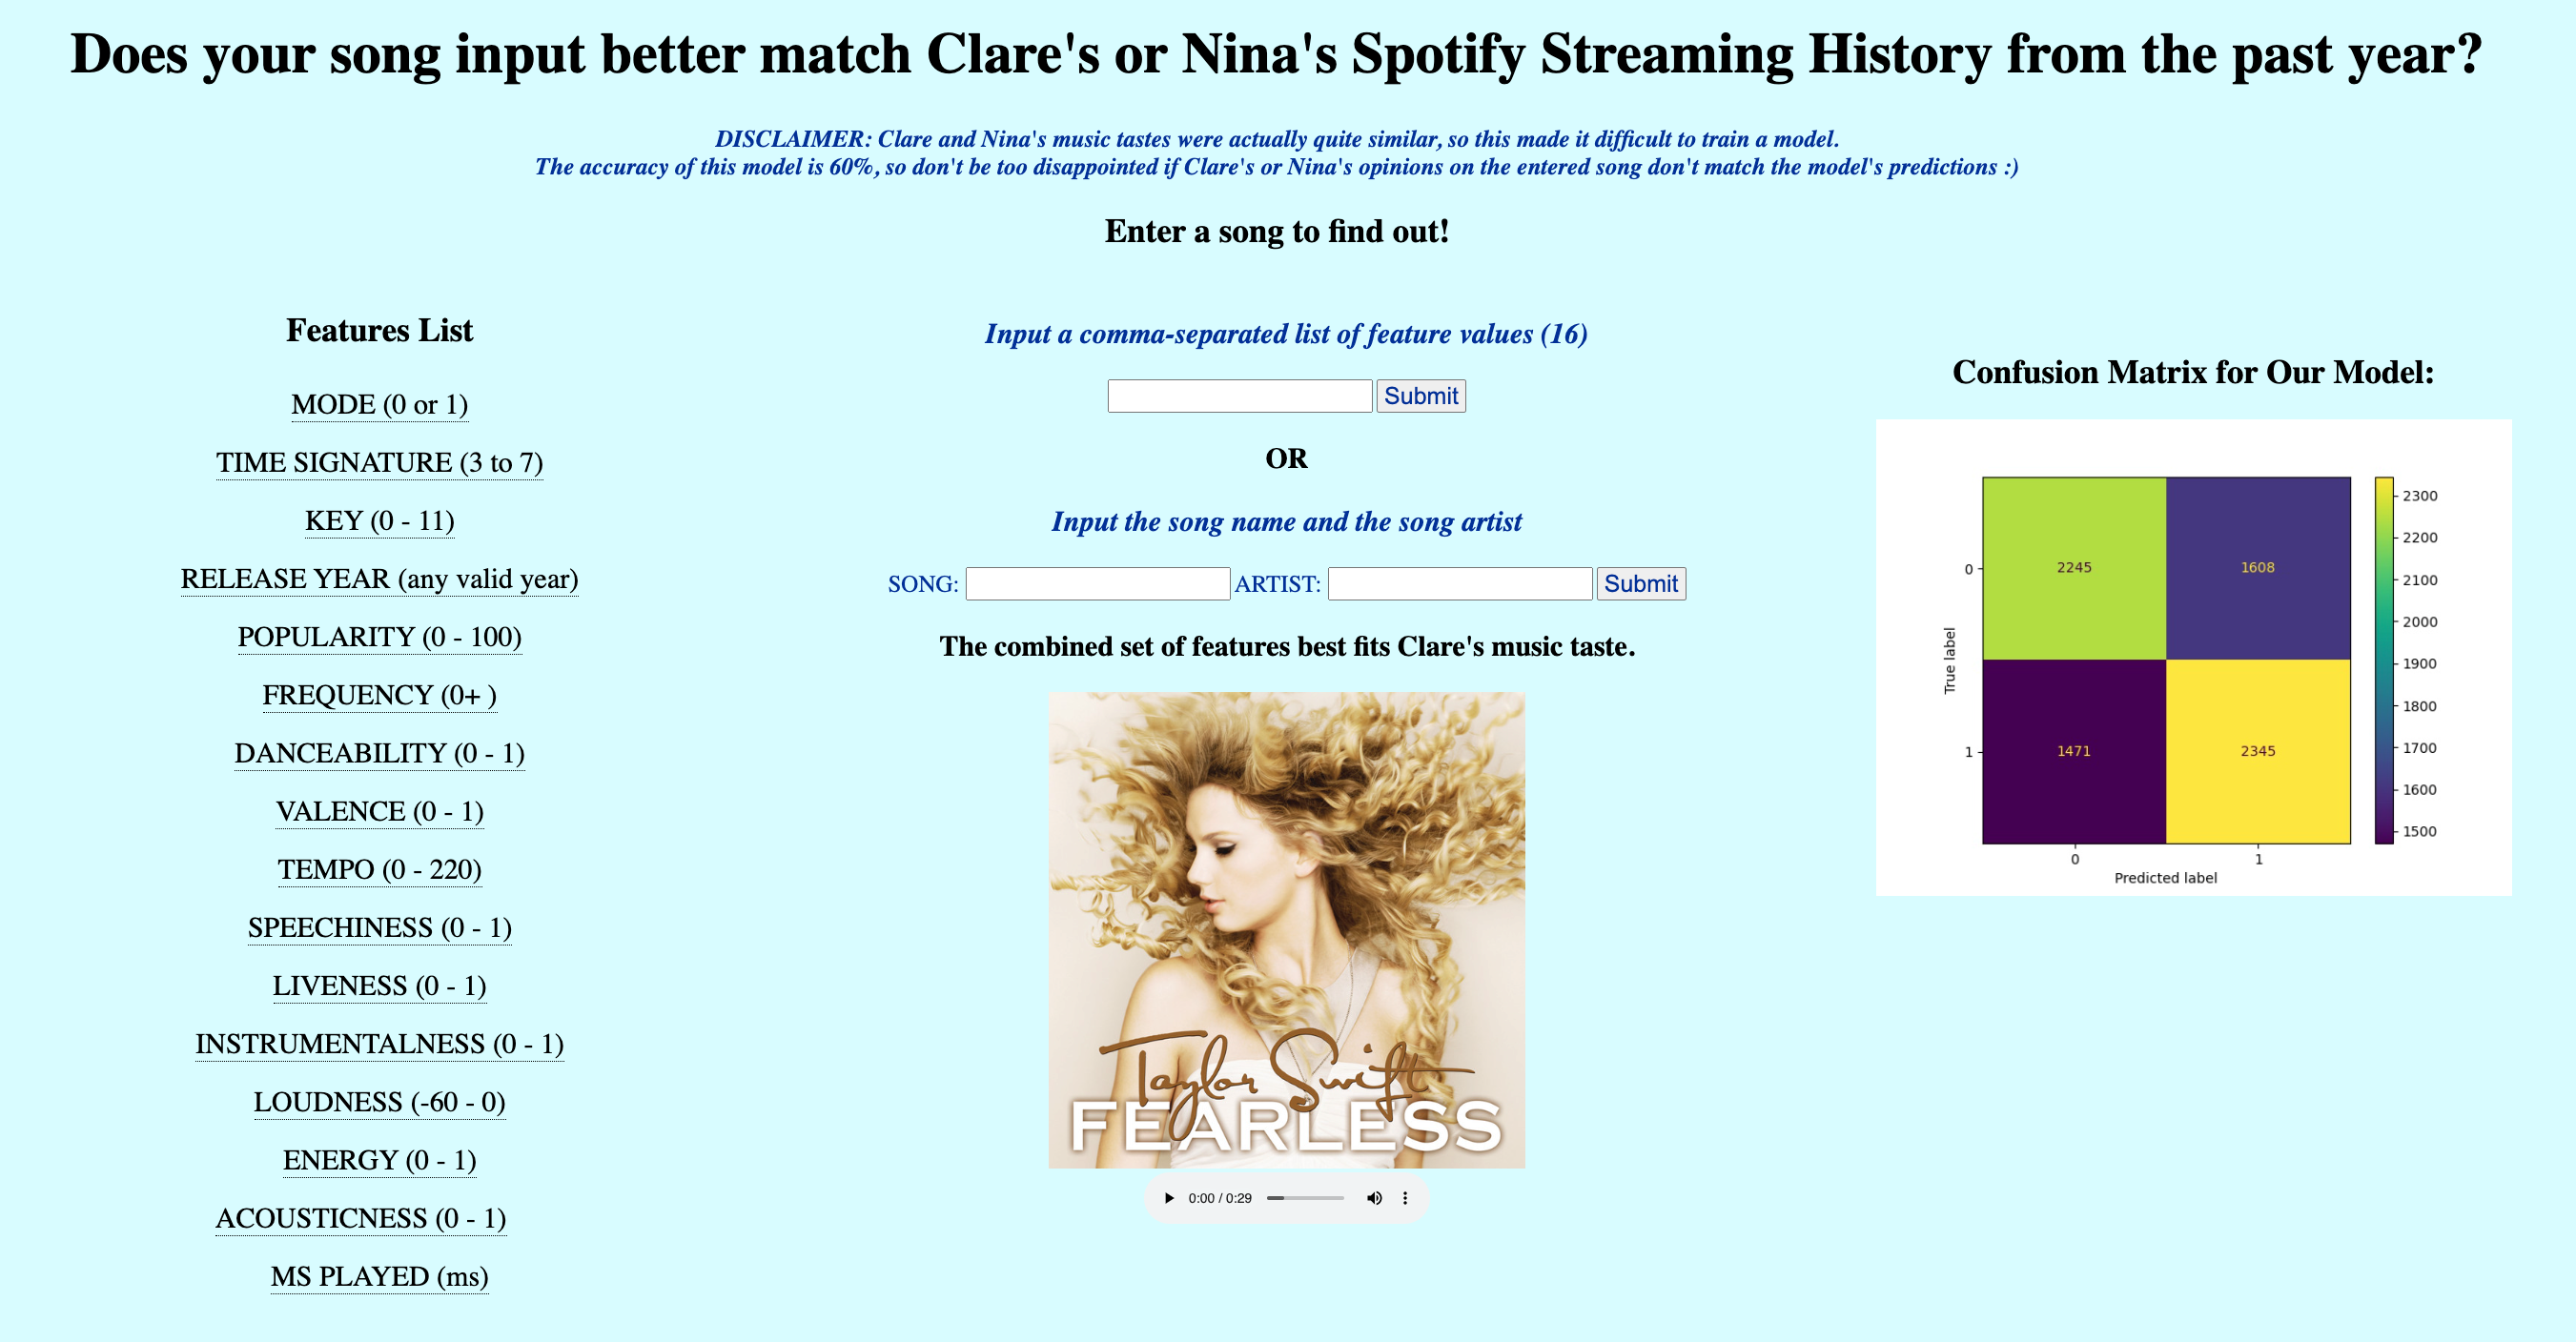 Does your song input better match Clare's or Nina's Spotify Streaming History from the past year?
DISCLAIMER: Clare and Nina's music tastes were actually quite similar, so this made it difficult to train a model.
The accuracy of this model is 60%, so don't be too disappointed if Clare's or Nina's opinions on the entered song don't match the model's predictions :)
Enter a song to find out!
Features List
MODE (0 or 1)
TIME SIGNATURE (3 to 7)
KEY (0 - 11)
RELEASE YEAR (any valid year)
POPULARITY (0 - 100)
FREQUENCY (0+ )
DANCEABILITY (0 - 1)
VALENCE (0 - 1)
TEMPO (0 - 220)
SPEECHINESS (0 - 1)
LIVENESS (0 - 1)
INSTRUMENTALNESS (0 - 1)
LOUDNESS (-60 - 0)
ENERGY (0 - 1)
ACOUSTICNESS (0 - 1)
MS PLAYED (ms)
Input a comma-separated list of feature values (16)
Submit
OR
Input the song name and the song artist
SONG: ARTIST: Submit
The combined set of features best fits Clare's music taste.
Taylor Swift
FEARLESS
0:00 / 0:29
Confusion Matrix for Our Model:
True label
0
1
2245 1608
1471 2345
0 1
Predicted label
2300
2200
2100
2000
1900
1800
1700
1600
1500